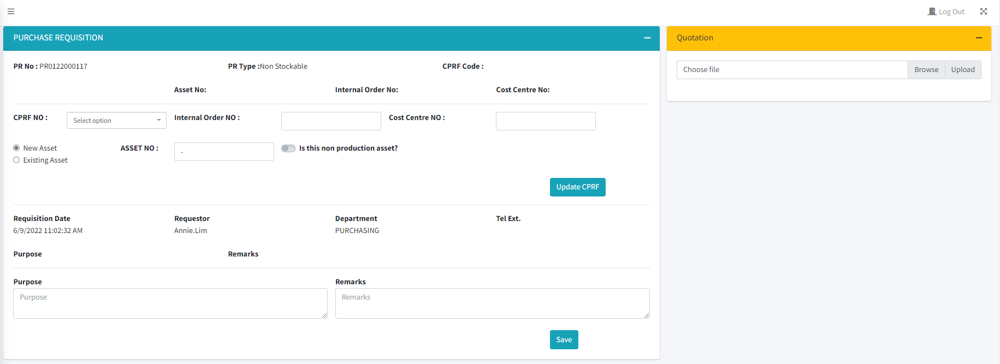 Log Out
PURCHASE REQUISITION
PR No : PR0122000117 PR Type :Non Stockable CPRF Code :
Asset No: Internal Order No: Cost Centre No:
CPRF NO : Select option Internal Order NO : Cost Centre NO :
New Asset ASSET NO : - Is this non production asset?
Existing Asset
Update CPRF
Requisition Date Requestor Department Tel Ext.
6/9/2022 11:02:32 AM Annie.Lim PURCHASING
Purpose Remarks
Purpose Remarks
Purpose Remarks
Save
Quotation
Choose file Browse Upload